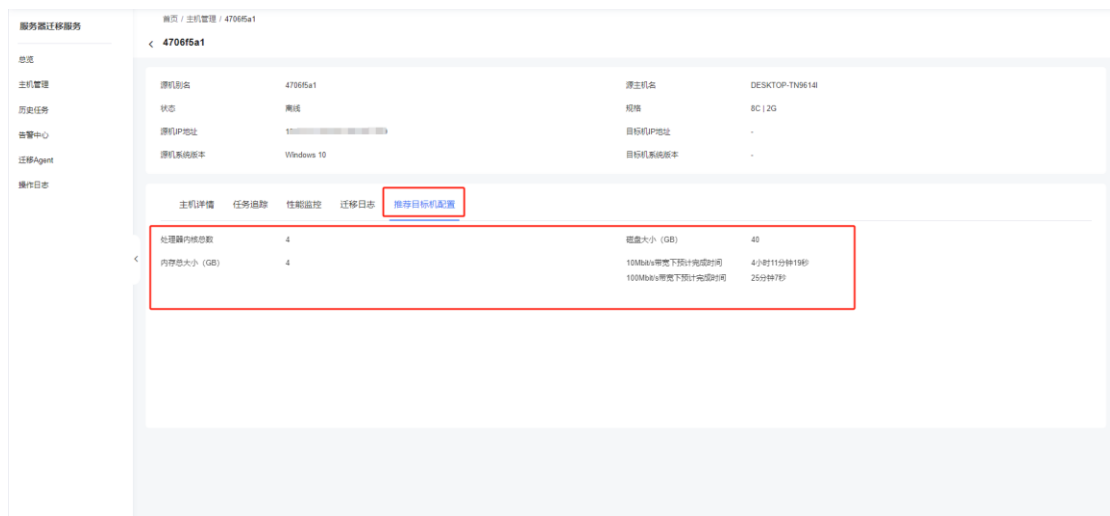 服务器迁移服务
总览
主机管理
历史任务
告警中心
迁移Agent
操作日志
首页 / 主机管理 / 4706f5a1
4706f5a1
源机别名 4706f5a1 源主机名 DESKTOP-TN9614I
状态 离线 规格 8C | 2G
源机IP地址 目标机IP地址 -
源机系统版本 Windows 10 目标机系统版本 -
主机详情 任务追踪 性能监控 迁移日志 推荐目标机配置
处理器内核总数 4 磁盘大小（GB） 40
内存总大小（GB） 4 10Mbit/s带宽下预计完成时间 4小时11分钟19秒
100Mbit/s带宽下预计完成时间 25分钟7秒